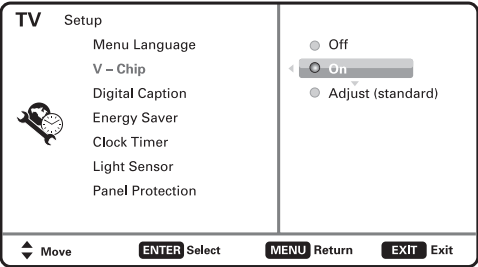 TV Setup
Menu Language
V – Chip
Digital Caption
Energy Saver
Clock Timer
Light Sensor
Panel Protection
Off
On
Adjust (standard)
Move ENTER Select MENU Return EXIT Exit